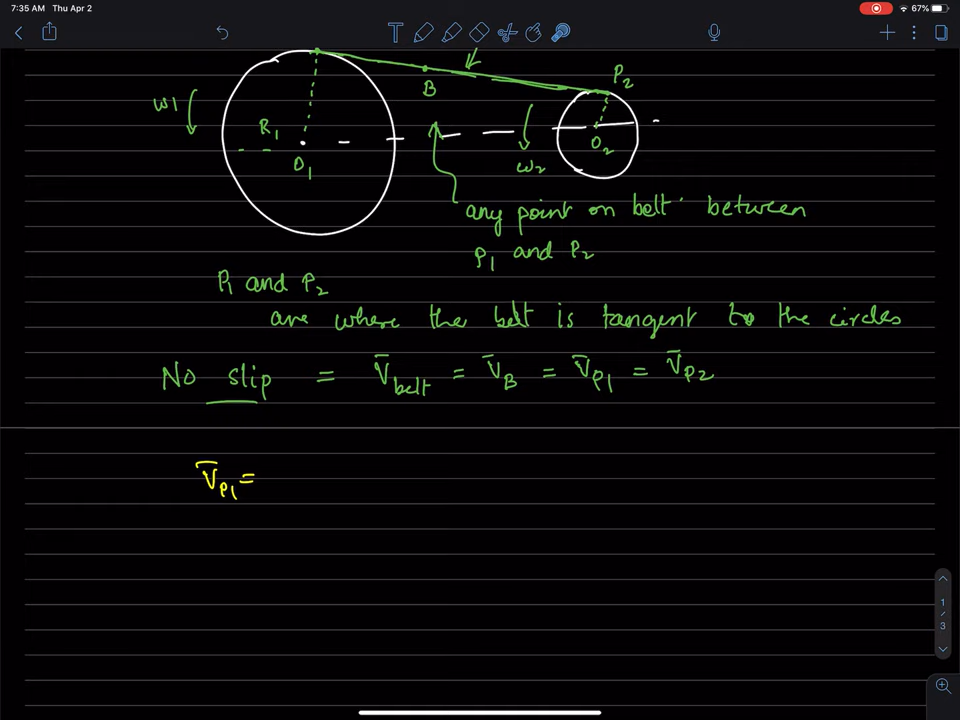 7:35 AM Thu Apr 2
67%
P2
B
ω1
R1
O1
O2
ω2
any point on belt between
P1 and P2
P1 and P2
are where the belt is tangent to the circles
No slip = V̄belt = V̄B = V̄P1 = V̄P2
V̄P1 =
1
/
3